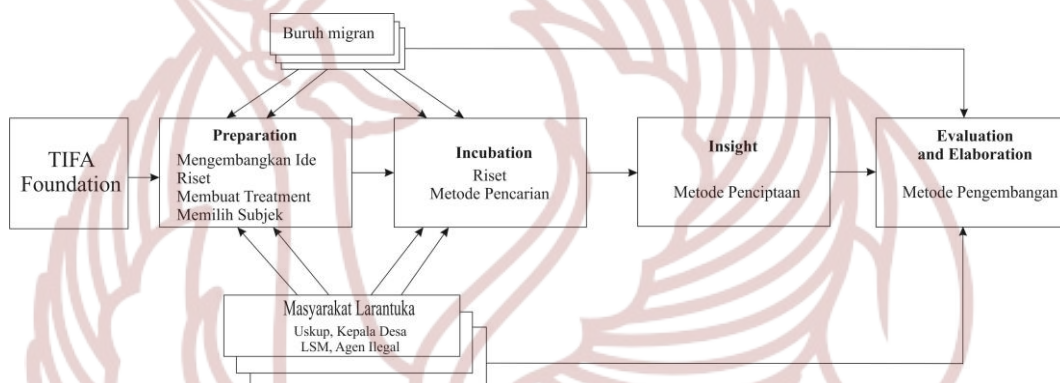 Buruh migran
TIFA
Foundation
Preparation
Mengembangkan Ide
Riset
Membuat Treatment
Memilih Subjek
Incubation
Riset
Metode Pencarian
Insight
Metode Penciptaan
Evaluation
and Elaboration
Metode Pengembangan
Masyarakat Larantuka
Uskup, Kepala Desa
LSM, Agen Ilegal